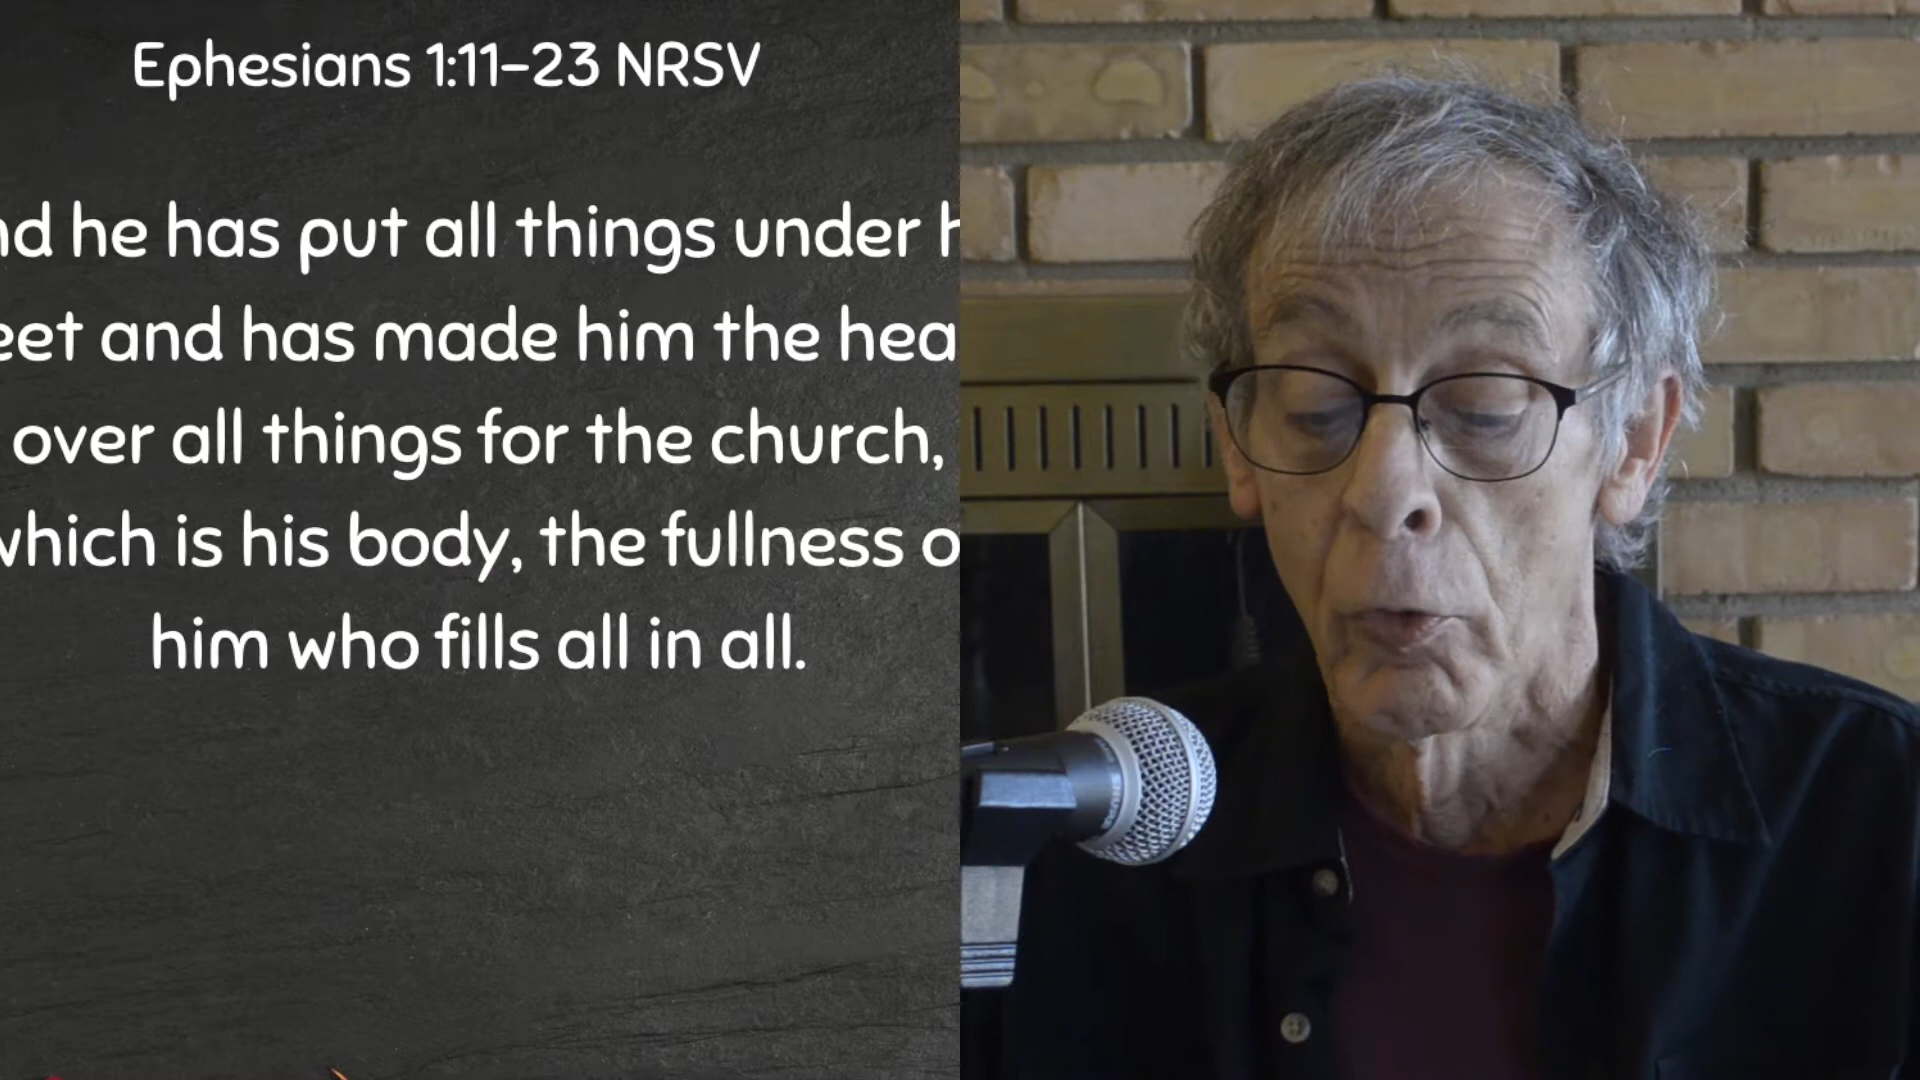 Ephesians 1:11-23 NRSV
nd he has put all things under h
eet and has made him the hea
over all things for the church,
which is his body, the fullness o
him who fills all in all.